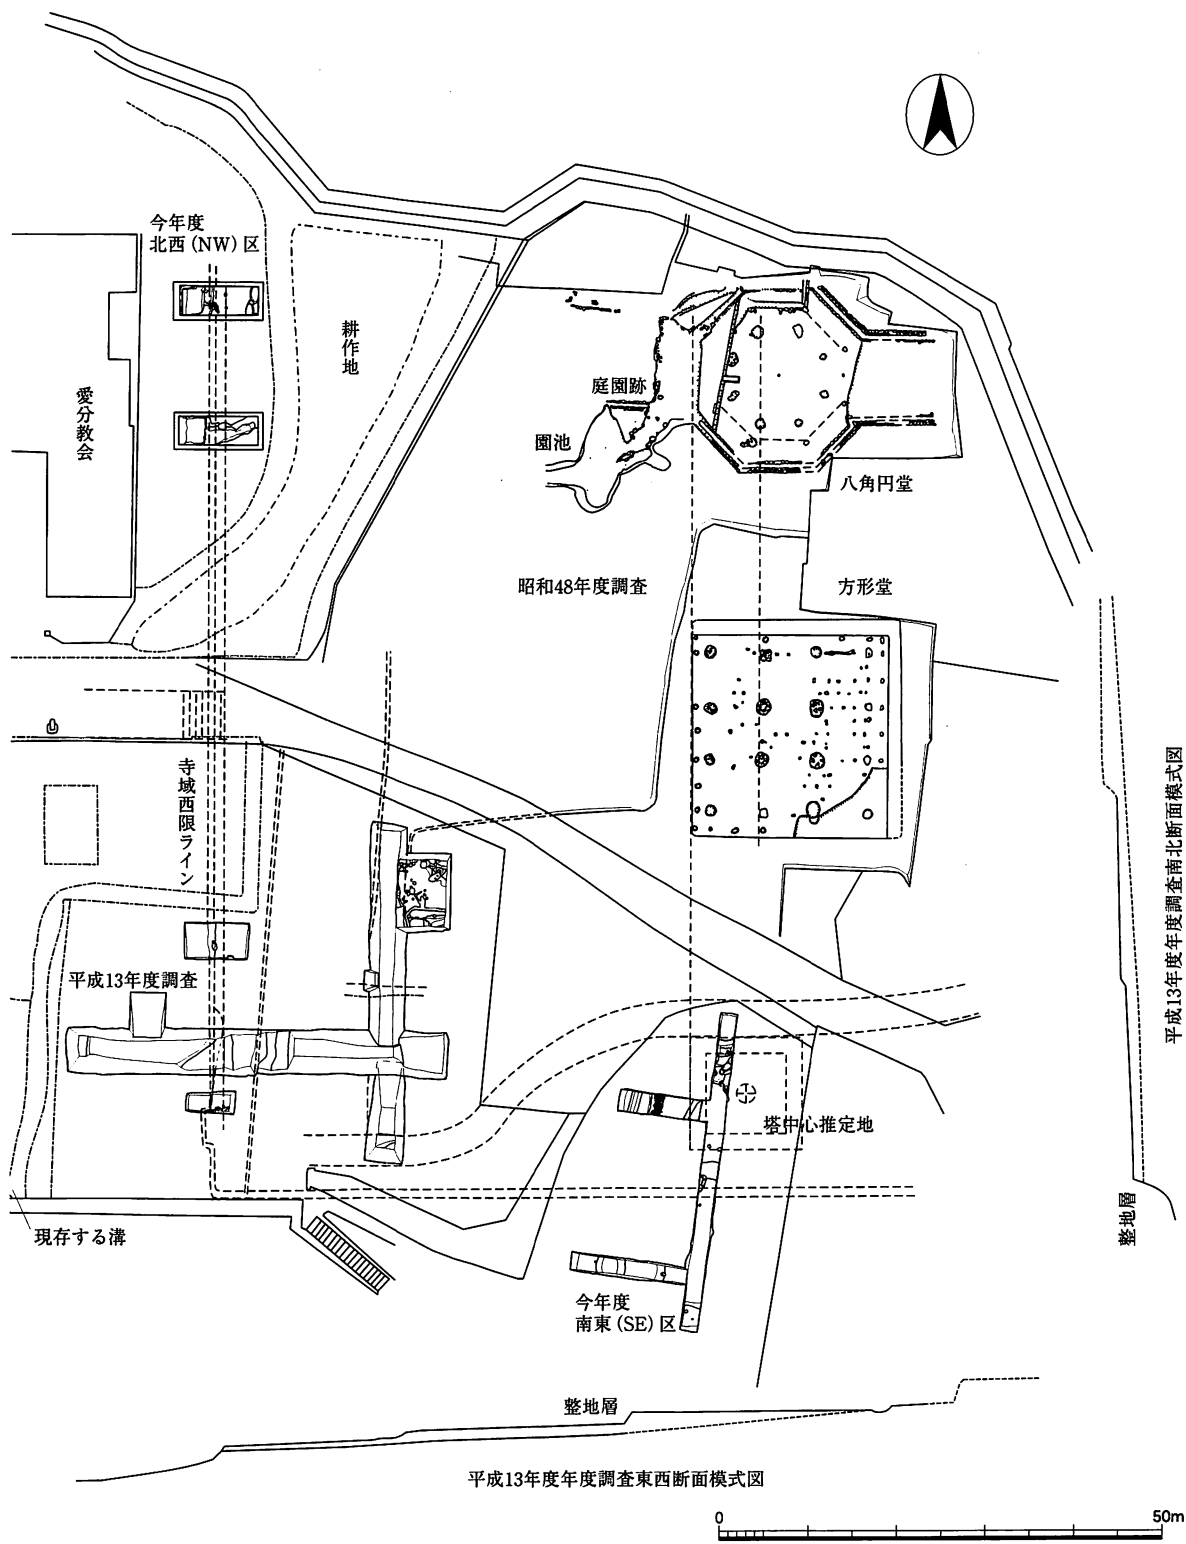 今年度
北西（NW）区
耕作地
愛分教会
庭園跡
園池
八角円堂
昭和48年度調査
方形堂
寺域西限ライン
平成13年度調査
塔中心推定地
現存する溝
今年度
南東（SE）区
整地層
平成13年度年度調査東西断面模式図
平成13年度年度調査南北断面模式図
整地層
0
50m